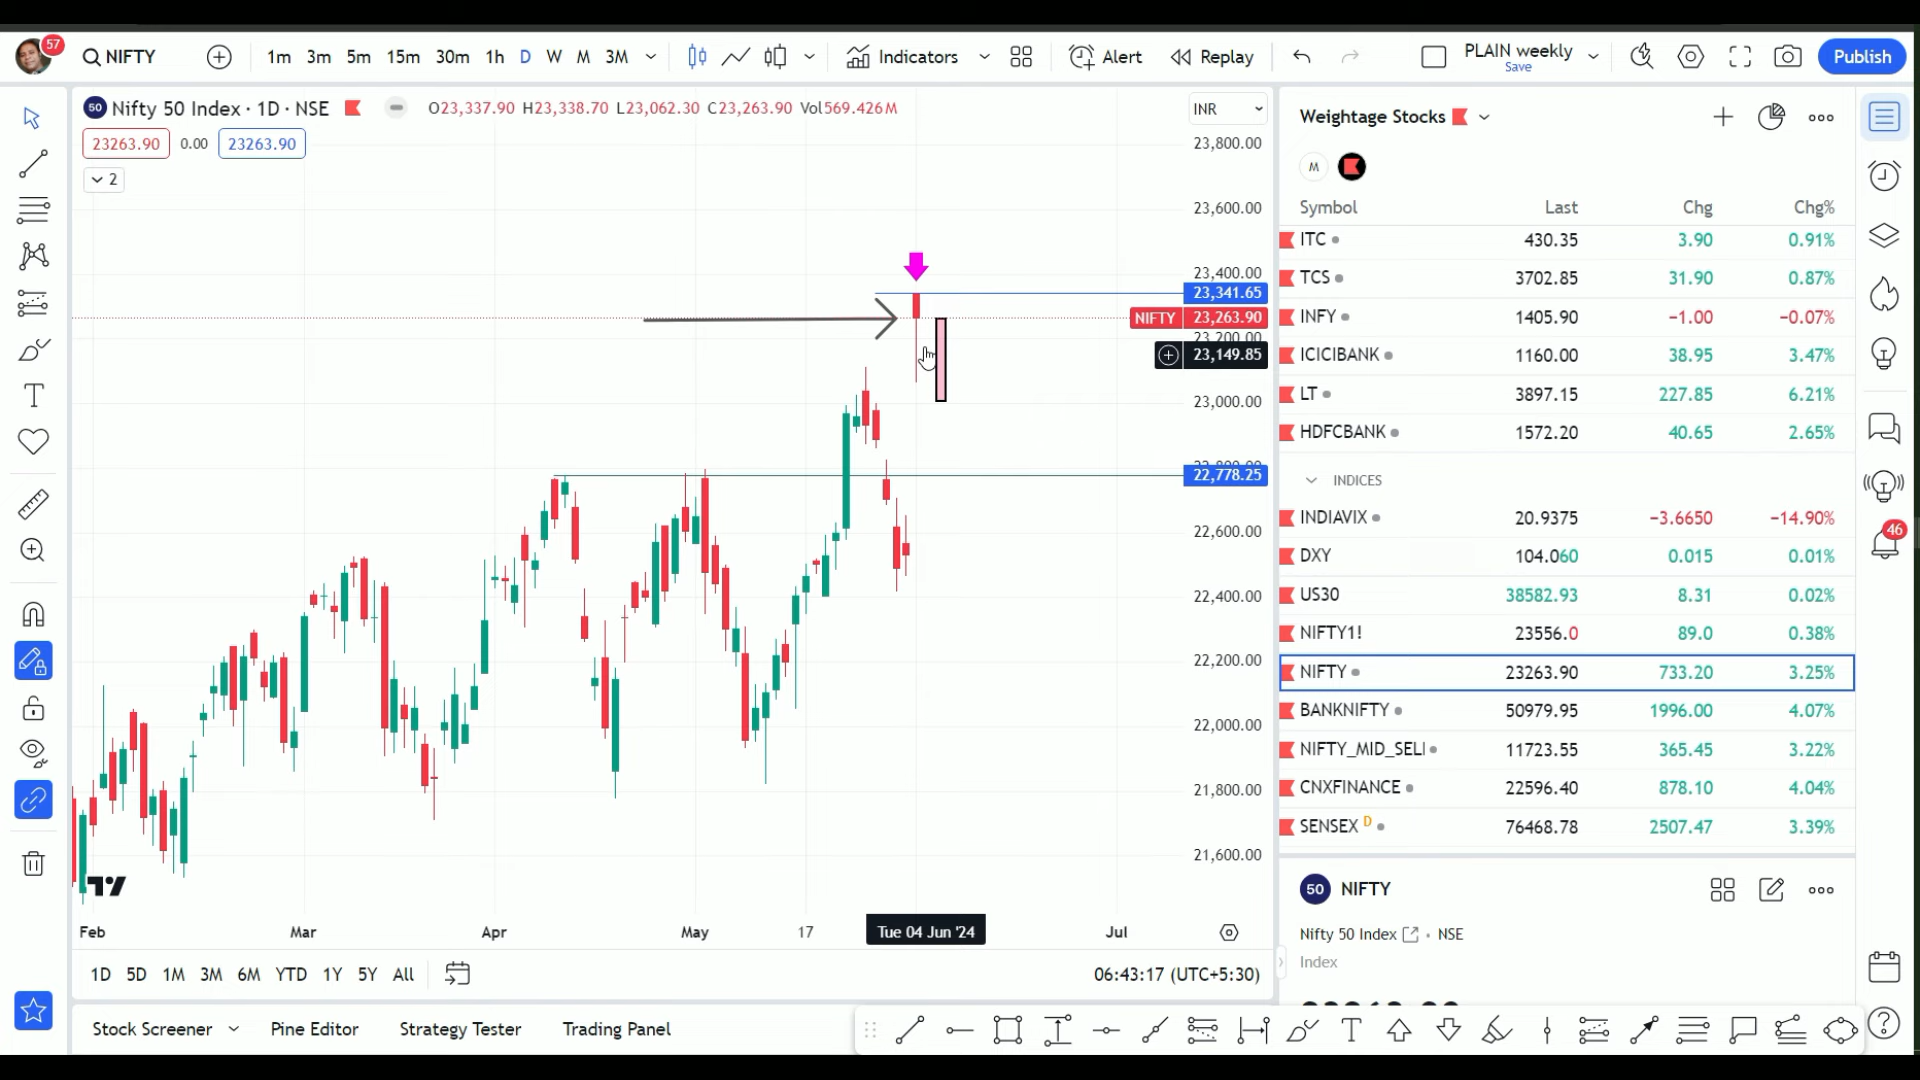 57
NIFTY
1m 3m 5m 15m 30m 1h D W M 3M
Indicators
Alert
Replay
PLAIN weekly
Save
Publish
50 Nifty 50 Index · 1D · NSE
O23,337.90 H23,338.70 L23,062.30 C23,263.90 Vol569.426M
INR
23263.90 0.00 23263.90
2
23,800.00
23,600.00
23,400.00
23,341.65
NIFTY 23,263.90
23,200.00
23,149.85
23,000.00
22,778.25
22,600.00
22,400.00
22,200.00
22,000.00
21,800.00
21,600.00
Feb Mar Apr May 17 Tue 04 Jun '24 Jul
1D 5D 1M 3M 6M YTD 1Y 5Y All
06:43:17 (UTC+5:30)
Stock Screener Pine Editor Strategy Tester Trading Panel
Weightage Stocks
M
Symbol Last Chg Chg%
ITC 430.35 3.90 0.91%
TCS 3702.85 31.90 0.87%
INFY 1405.90 −1.00 −0.07%
ICICIBANK 1160.00 38.95 3.47%
LT 3897.15 227.85 6.21%
HDFCBANK 1572.20 40.65 2.65%
INDICES
INDIAVIX 20.9375 −3.6650 −14.90%
DXY 104.060 0.015 0.01%
US30 38582.93 8.31 0.02%
NIFTY1! 23556.0 89.0 0.38%
NIFTY 23263.90 733.20 3.25%
BANKNIFTY 50979.95 1996.00 4.07%
NIFTY_MID_SEL 11723.55 365.45 3.22%
CNXFINANCE 22596.40 878.10 4.04%
SENSEX D 76468.78 2507.47 3.39%
50 NIFTY
Nifty 50 Index · NSE
Index
46